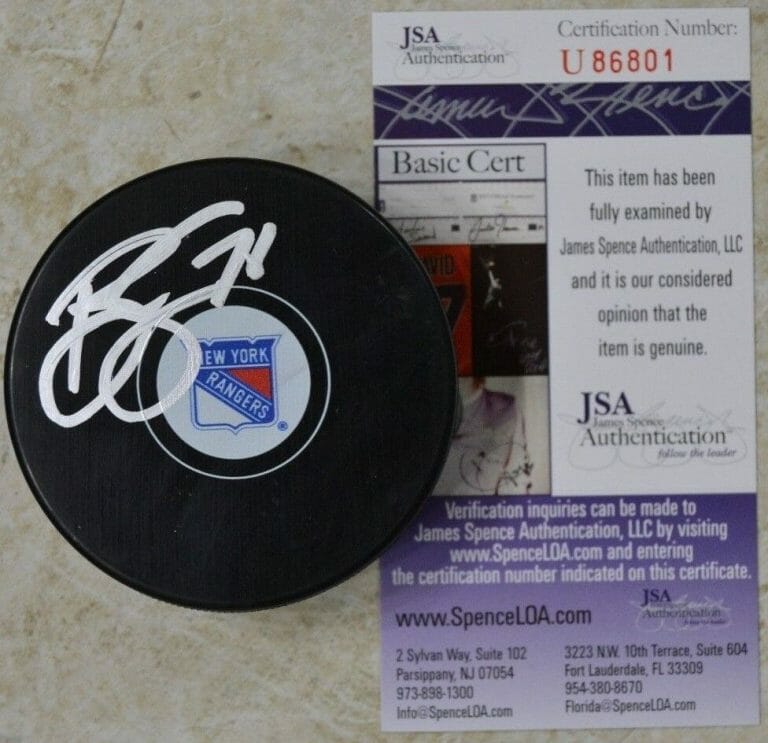 NEW YORK
RANGERS
®
JSA
James Spence
Authentication
Certification Number:
U 86801
Basic Cert
This item has been
fully examined by
James Spence Authentication, LLC
and it is our considered
opinion that the
item is genuine.
JSA
James Spence
Authentication
follow the leader
Verification inquiries can be made to
James Spence Authentication, LLC by visiting
www.SpenceLOA.com and entering
the certification number indicated on this certificate.
www.SpenceLOA.com
JSA
Authentication
follow the leader
2 Sylvan Way, Suite 102
Parsippany, NJ 07054
973-898-1300
Info@SpenceLOA.com
3223 N.W. 10th Terrace, Suite 604
Fort Lauderdale, FL 33309
954-380-8670
Florida@SpenceLOA.com